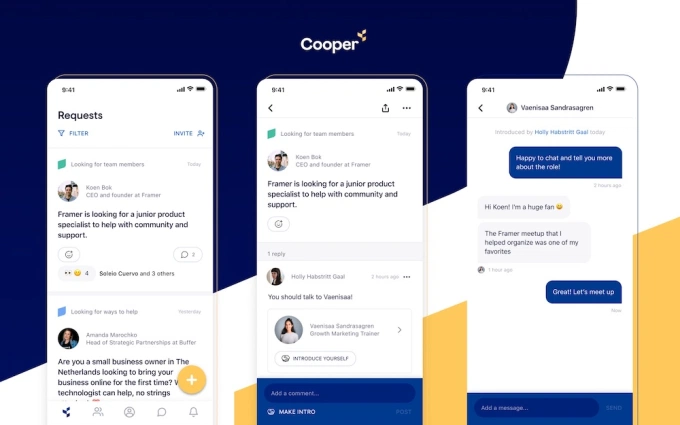 Cooper
9:41
Requests
FILTER
INVITE
Looking for team members
Today
Koen Bok
CEO and founder at Framer
Framer is looking for a junior product
specialist to help with community and
support.
2
4
Seleio Cuervo and 3 others
Looking for ways to help
Yesterday
Amanda Marochko
Head of Strategic Partnerships at Buffer
Are you a small business owner in The
Netherlands looking to bring your
business online for the first time?
technologist can help, no strings
9:41
Looking for team members
Today
Koen Bok
CEO and founder at Framer
Framer is looking for a junior product
specialist to help with community and
support.
1 reply
Holly Habstritt Gaal
2 hours ago
You should talk to Vaenisaa!
Vaenisaa Sandrasagren
Growth Marketing Trainer
INTRODUCE YOURSELF
Add a comment...
MAKE INTRO
POST
9:41
Vaenisaa Sandrasagren
Introduced by Holly Habstritt Gaal today
Happy to chat and tell you more
about the role!
2 hours ago
Hi Koen! I'm a huge fan 😄
The Framer meetup that I
helped organize was one of my
favorites
1 hour ago
Great! Let's meet up
Now
Add a message...
SEND